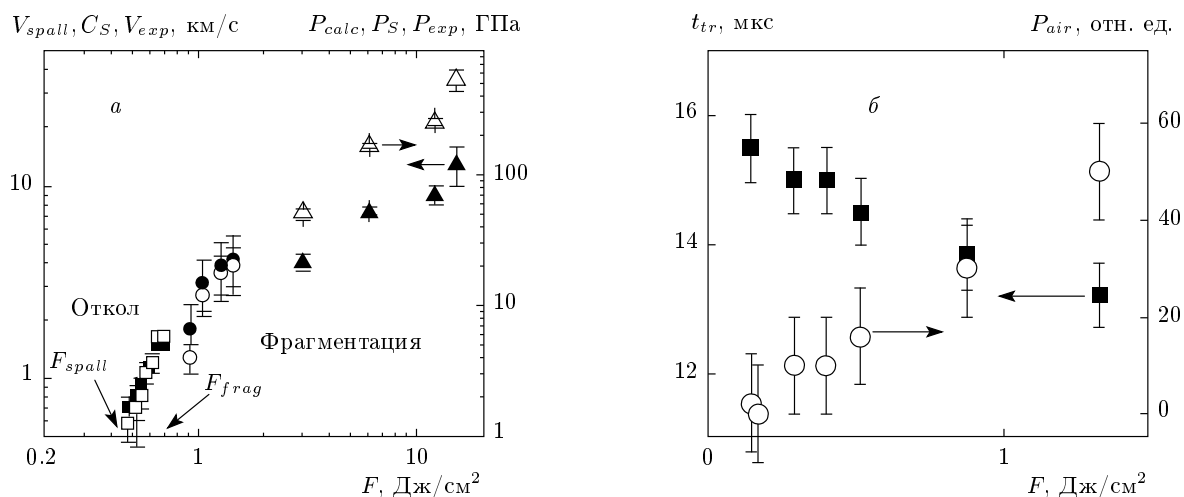 V_spall, C_S, V_exp, км/с
P_calc, P_S, P_exp, ГПа
а
10
1
100
10
1
Откол
F_spall
Фрагментация
F_frag
0.2
1
10
F, Дж/см²
t_tr, мкс
P_air, отн. ед.
б
16
14
12
60
40
20
0
0
1
F, Дж/см²